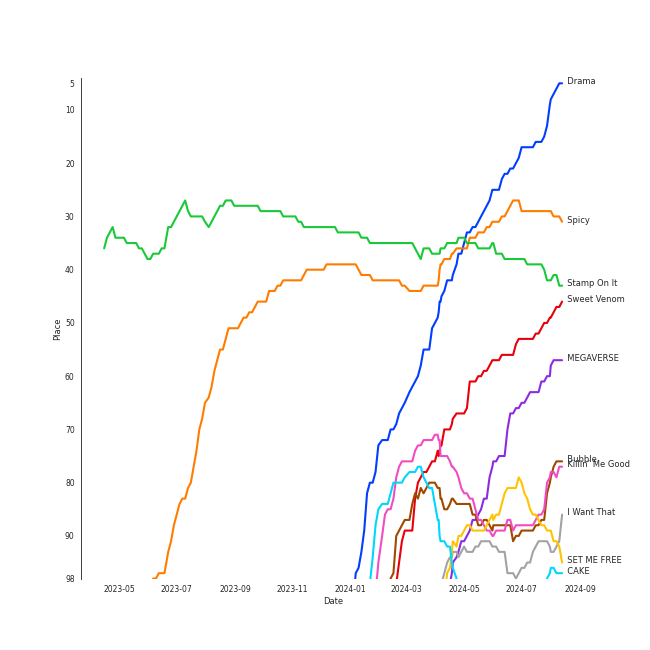 5
10
20
30
40
50
60
70
80
90
98
Place
2023-05
2023-07
2023-09
2023-11
2024-01
2024-03
2024-05
2024-07
2024-09
Date
Drama
Spicy
Stamp On It
Sweet Venom
MEGAVERSE
Bubble
Killin' Me Good
I Want That
SET ME FREE
CAKE